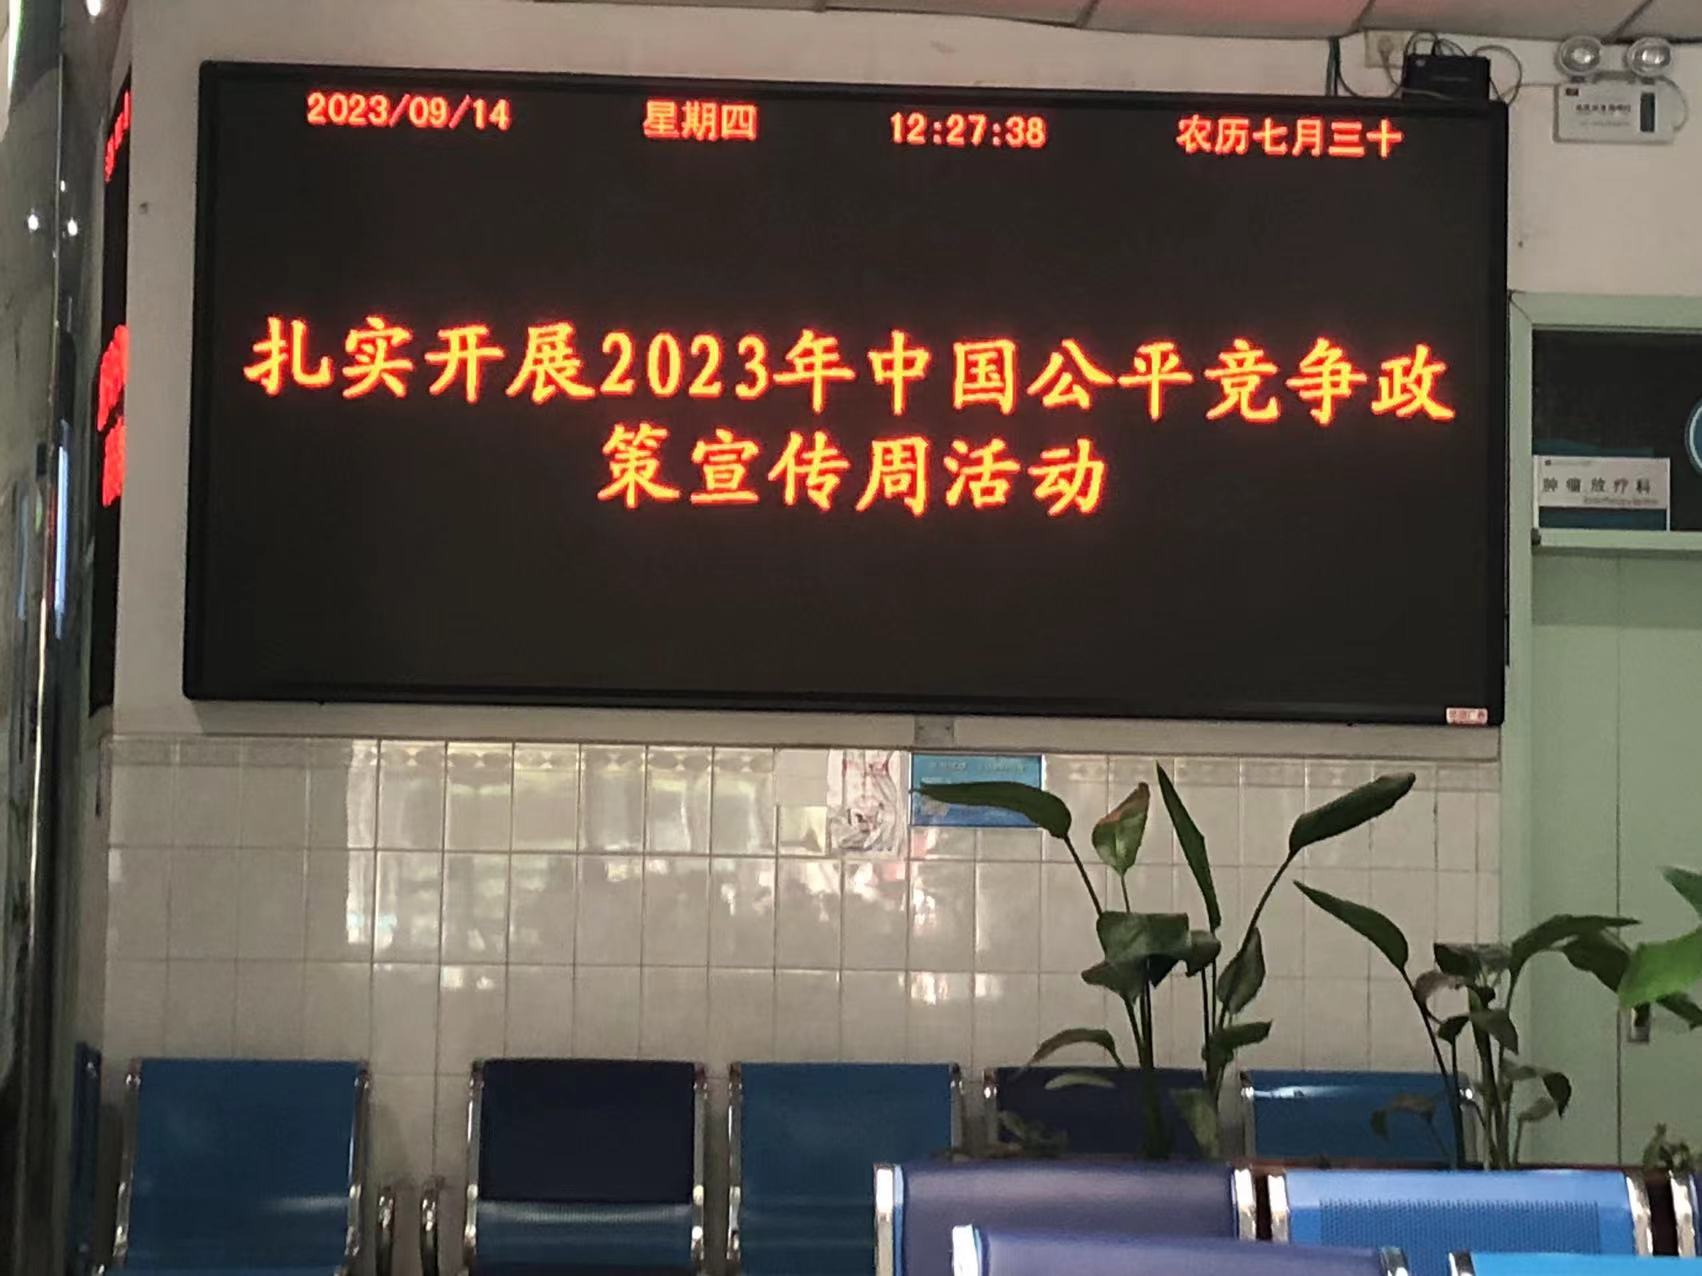 2023/09/14 星期四 12:27:38 农历七月三十
扎实开展2023年中国公平竞争政
策宣传周活动
肿瘤放疗科